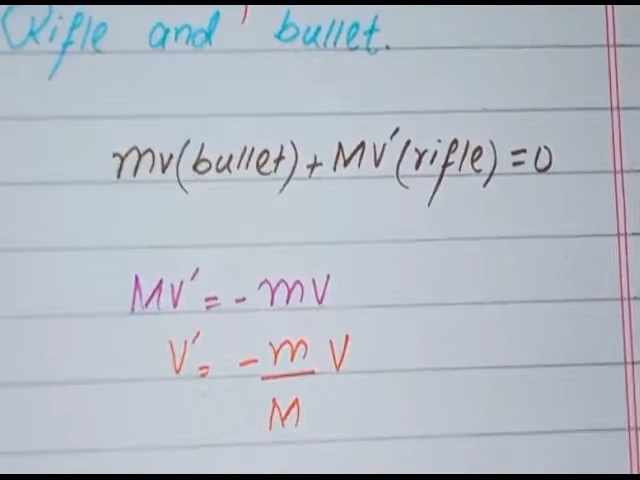 Rifle and bullet.
mv(bullet) + MV'(rifle) = 0
MV' = - mV
V' = - m/M V